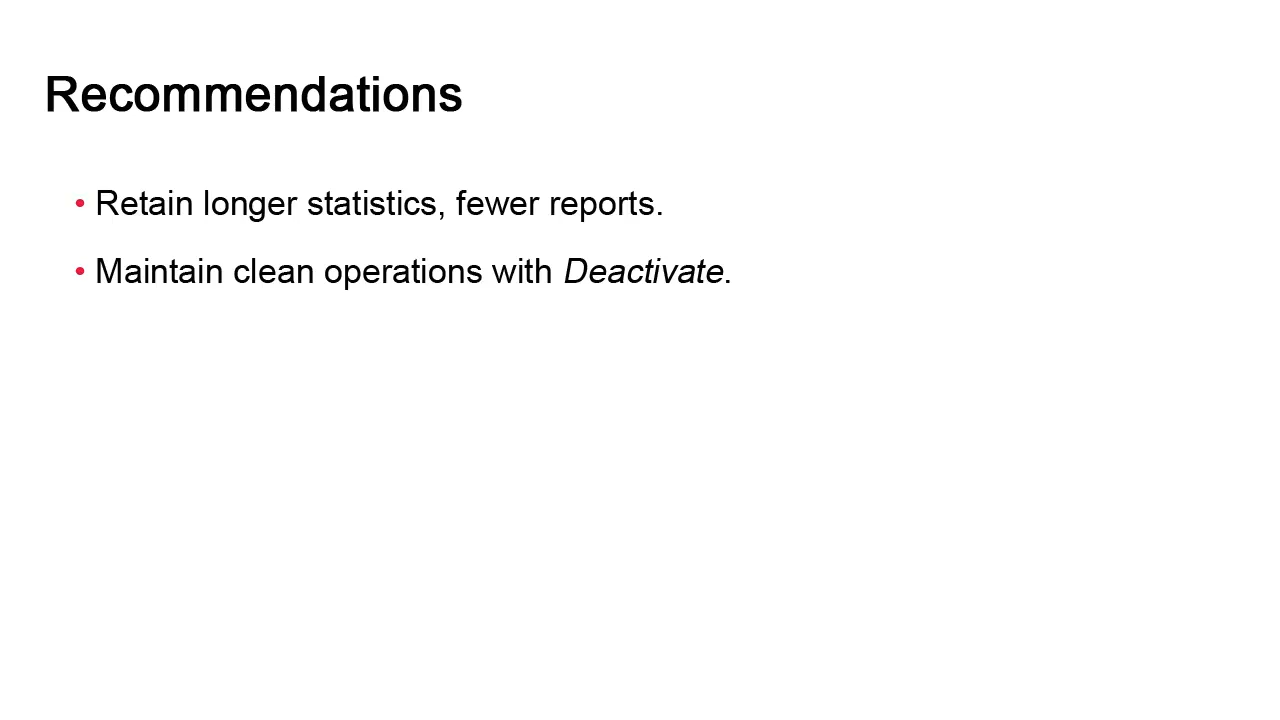 Recommendations
• Retain longer statistics, fewer reports.
• Maintain clean operations with Deactivate.